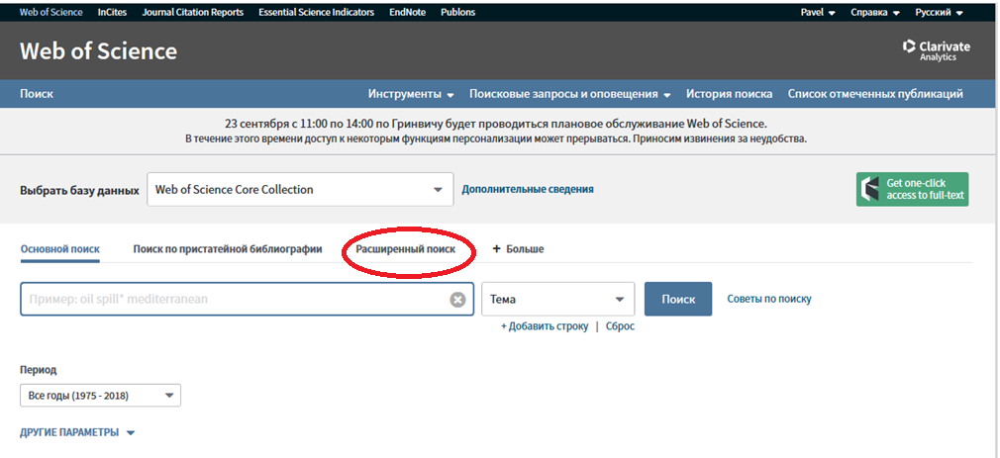 Web of Science InCites Journal Citation Reports Essential Science Indicators EndNote Publons Pavel Справка Русский
Web of Science
Clarivate
Analytics
Поиск Инструменты Поисковые запросы и оповещения История поиска Список отмеченных публикаций
23 сентября с 11:00 по 14:00 по Гринвичу будет проводиться плановое обслуживание Web of Science.
В течение этого времени доступ к некоторым функциям персонализации может прерываться. Приносим извинения за неудобства.
Выбрать базу данных Web of Science Core Collection Дополнительные сведения
Get one-click
access to full-text
Основной поиск Поиск по пристатейной библиографии Расширенный поиск + Больше
Пример: oil spill* mediterranean Тема Поиск Советы по поиску
+ Добавить строку | Сброс
Период
Все годы (1975 - 2018)
ДРУГИЕ ПАРАМЕТРЫ